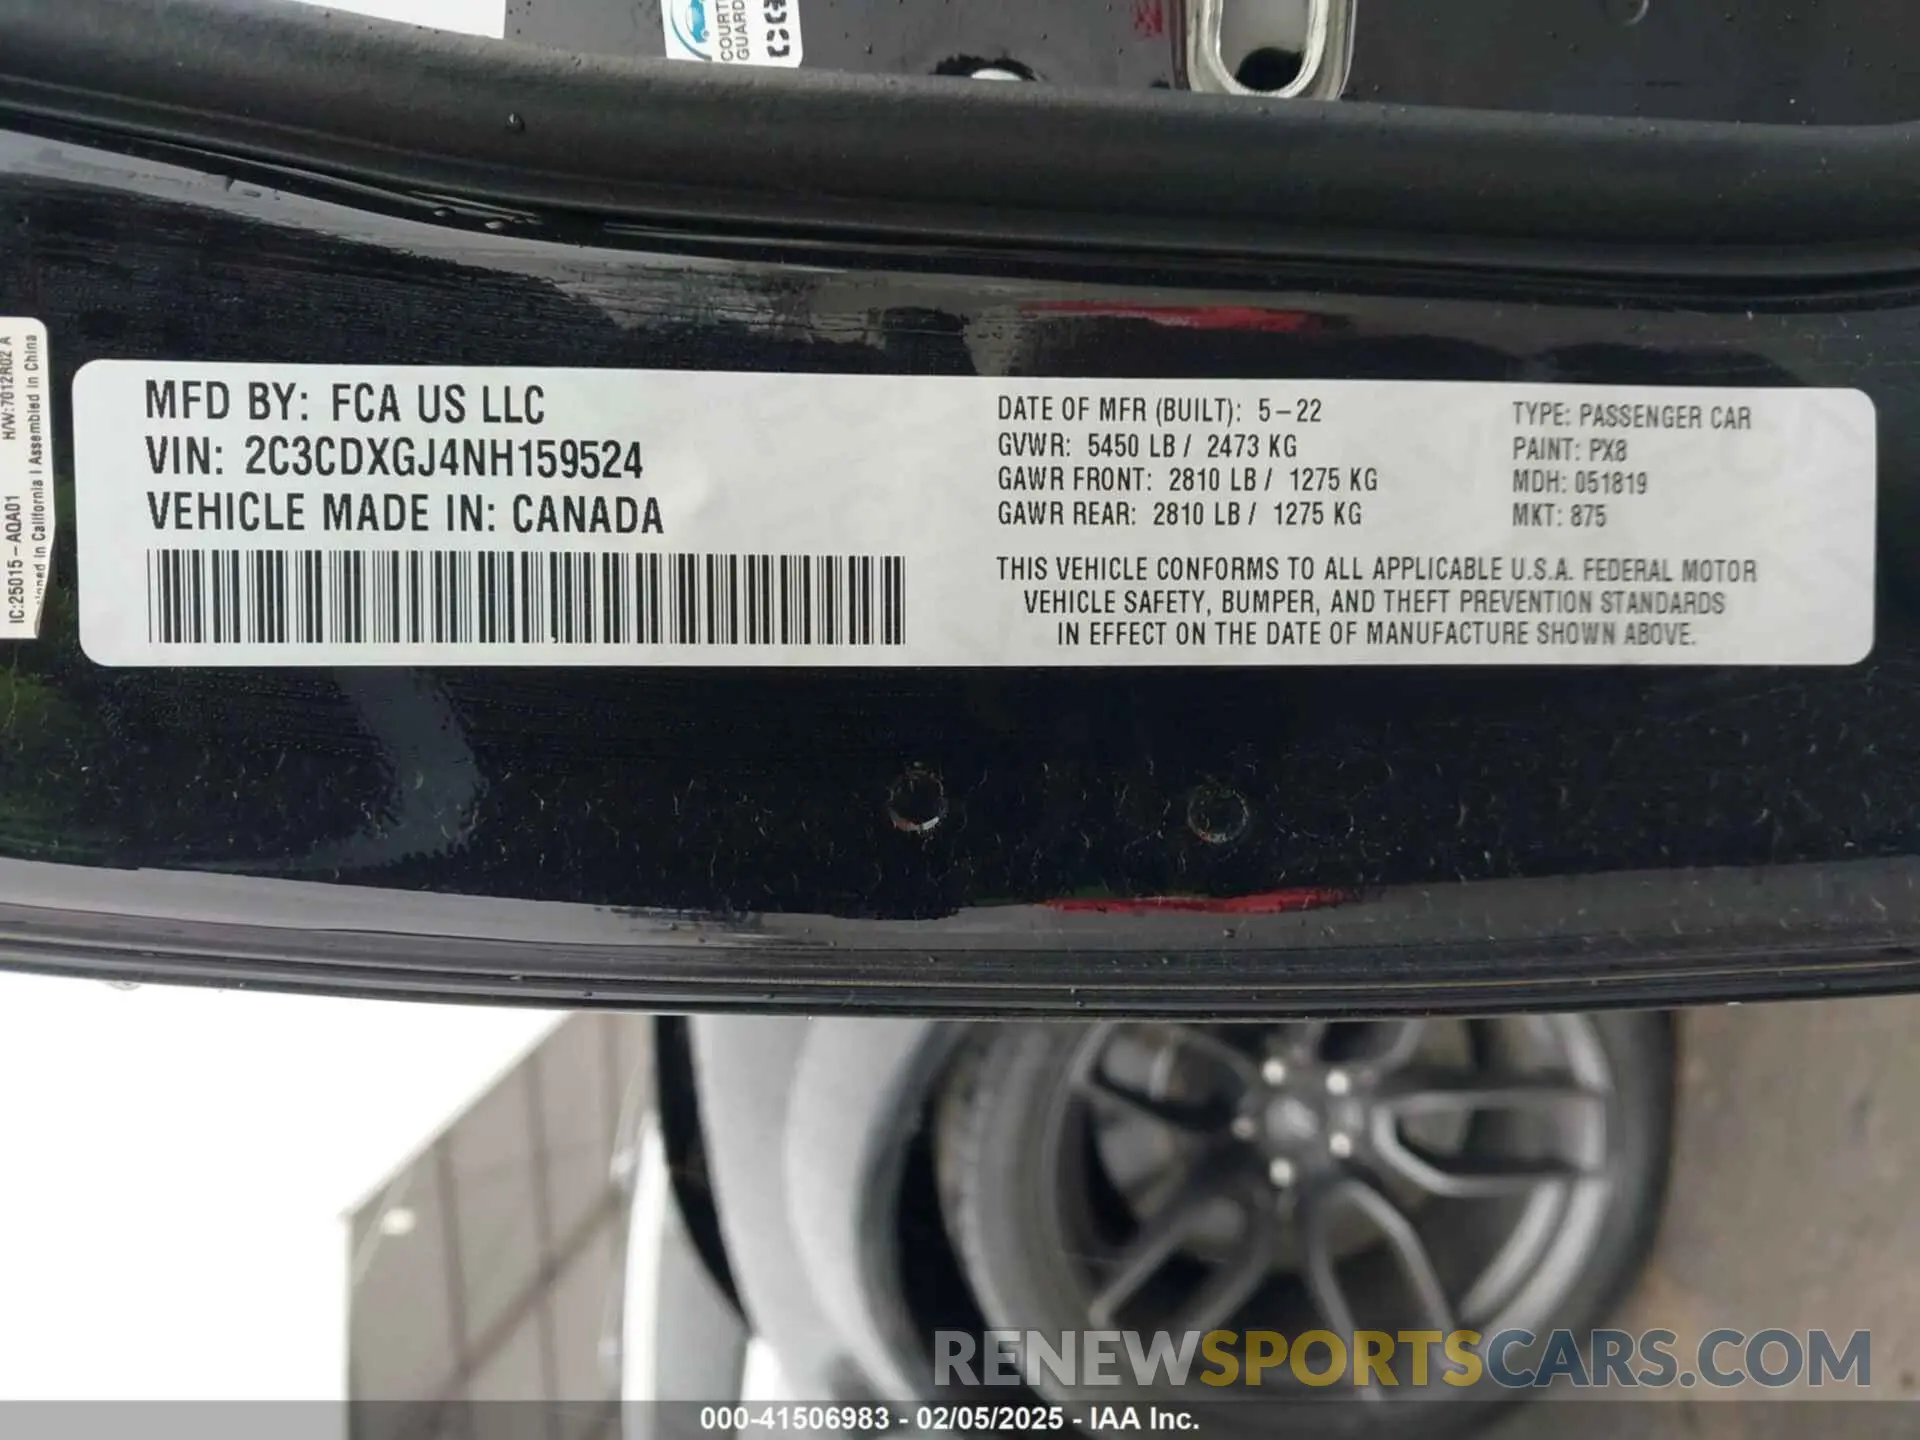 COURT
GUARD
H/W:7012R02 A
IC:25015-AQA01
in California | Assembled in China
MFD BY: FCA US LLC
VIN: 2C3CDXGJ4NH159524
VEHICLE MADE IN: CANADA
DATE OF MFR (BUILT): 5-22
GVWR: 5450 LB / 2473 KG
GAWR FRONT: 2810 LB / 1275 KG
GAWR REAR: 2810 LB / 1275 KG
TYPE: PASSENGER CAR
PAINT: PX8
MDH: 051819
MKT: 875
THIS VEHICLE CONFORMS TO ALL APPLICABLE U.S.A. FEDERAL MOTOR
VEHICLE SAFETY, BUMPER, AND THEFT PREVENTION STANDARDS
IN EFFECT ON THE DATE OF MANUFACTURE SHOWN ABOVE.
RENEWSPORTSCARS.COM
000-41506983 - 02/05/2025 - IAA Inc.